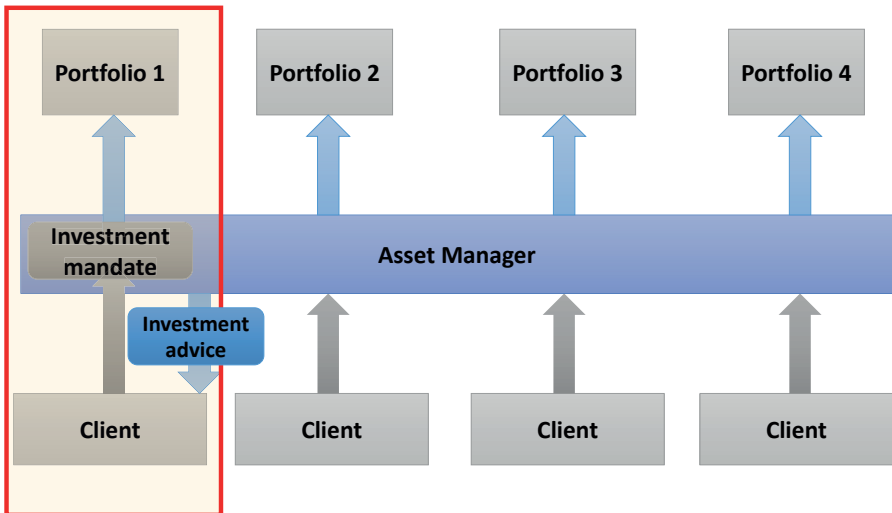 Portfolio 1
Portfolio 2
Portfolio 3
Portfolio 4
Investment
mandate
Asset Manager
Investment
advice
Client
Client
Client
Client